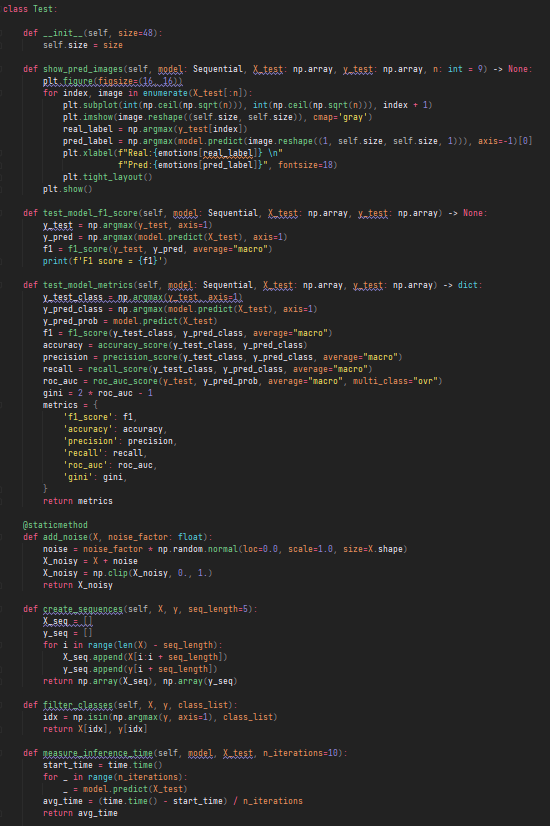 class Test:
    def __init__(self, size=48):
        self.size = size
    def show_pred_images(self, model: Sequential, X_test: np.array, y_test: np.array, n: int = 9) -> None:
        plt.figure(figsize=(16, 16))
        for index, image in enumerate(X_test[:n]):
            plt.subplot(int(np.ceil(np.sqrt(n))), int(np.ceil(np.sqrt(n))), index + 1)
            plt.imshow(image.reshape((self.size, self.size)), cmap='gray')
            real_label = np.argmax(y_test[index])
            pred_label = np.argmax(model.predict(image.reshape((1, self.size, self.size, 1))), axis=-1)[0]
            plt.xlabel(f"Real:{emotions[real_label]} \n"
                       f"Pred:{emotions[pred_label]}", fontsize=18)
            plt.tight_layout()
        plt.show()
    def test_model_f1_score(self, model: Sequential, X_test: np.array, y_test: np.array) -> None:
        y_test = np.argmax(y_test, axis=1)
        y_pred = np.argmax(model.predict(X_test), axis=1)
        f1 = f1_score(y_test, y_pred, average="macro")
        print(f'F1 score = {f1}')
    def test_model_metrics(self, model: Sequential, X_test: np.array, y_test: np.array) -> dict:
        y_test_class = np.argmax(y_test, axis=1)
        y_pred_class = np.argmax(model.predict(X_test), axis=1)
        y_pred_prob = model.predict(X_test)
        f1 = f1_score(y_test_class, y_pred_class, average="macro")
        accuracy = accuracy_score(y_test_class, y_pred_class)
        precision = precision_score(y_test_class, y_pred_class, average="macro")
        recall = recall_score(y_test_class, y_pred_class, average="macro")
        roc_auc = roc_auc_score(y_test, y_pred_prob, average="macro", multi_class="ovr")
        gini = 2 * roc_auc - 1
        metrics = {
            'f1_score': f1,
            'accuracy': accuracy,
            'precision': precision,
            'recall': recall,
            'roc_auc': roc_auc,
            'gini': gini,
        }
        return metrics
    @staticmethod
    def add_noise(X, noise_factor: float):
        noise = noise_factor * np.random.normal(loc=0.0, scale=1.0, size=X.shape)
        X_noisy = X + noise
        X_noisy = np.clip(X_noisy, 0., 1.)
        return X_noisy
    def create_sequences(self, X, y, seq_length=5):
        X_seq = []
        y_seq = []
        for i in range(len(X) - seq_length):
            X_seq.append(X[i:i + seq_length])
            y_seq.append(y[i + seq_length])
        return np.array(X_seq), np.array(y_seq)
    def filter_classes(self, X, y, class_list):
        idx = np.isin(np.argmax(y, axis=1), class_list)
        return X[idx], y[idx]
    def measure_inference_time(self, model, X_test, n_iterations=10):
        start_time = time.time()
        for _ in range(n_iterations):
            _ = model.predict(X_test)
        avg_time = (time.time() - start_time) / n_iterations
        return avg_time